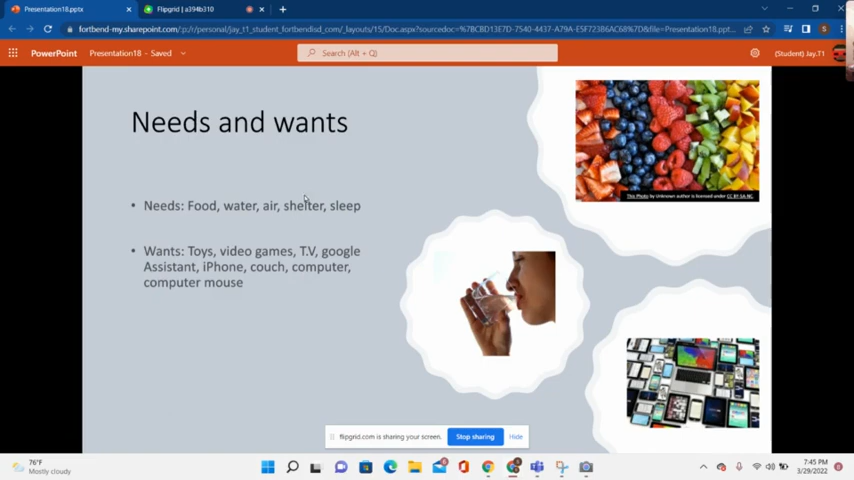 Presentation18.pptx
Flipgrid | a394b310
fortbend-my.sharepoint.com/:p:/r/personal/jay_t1_student_fortbendisd_com/_layouts/15/Doc.aspx?sourcedoc=%7BCBD13E7D-7540-4437-A79A-E5F723B6AC68%7D&file=Presentation18.ppt...
PowerPoint
Presentation18 - Saved
Search (Alt + Q)
(Student) Jay.T1
Needs and wants
This Photo by Unknown author is licensed under CC BY-SA-NC.
• Needs: Food, water, air, shelter, sleep
• Wants: Toys, video games, T.V, google
Assistant, iPhone, couch, computer,
computer mouse
flipgrid.com is sharing your screen.
Stop sharing
Hide
76°F
Mostly cloudy
7:45 PM
3/29/2022